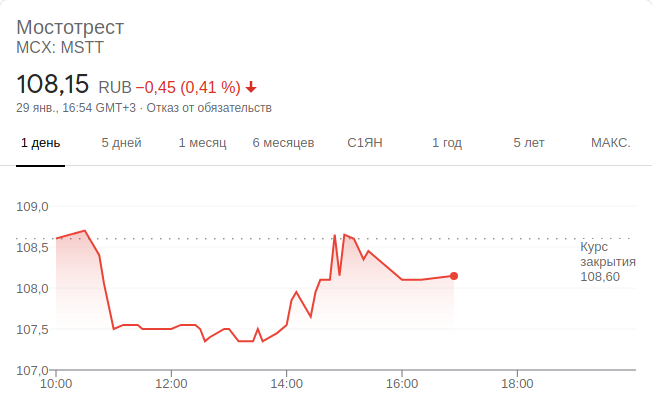 Мостотрест
MCX: MSTT
108,15 RUB −0,45 (0,41 %)
29 янв., 16:54 GMT+3 · Отказ от обязательств
1 день 5 дней 1 месяц 6 месяцев С1ЯН 1 год 5 лет МАКС.
109,0
108,5
108,0
107,5
107,0
Курс
закрытия
108,60
10:00 12:00 14:00 16:00 18:00